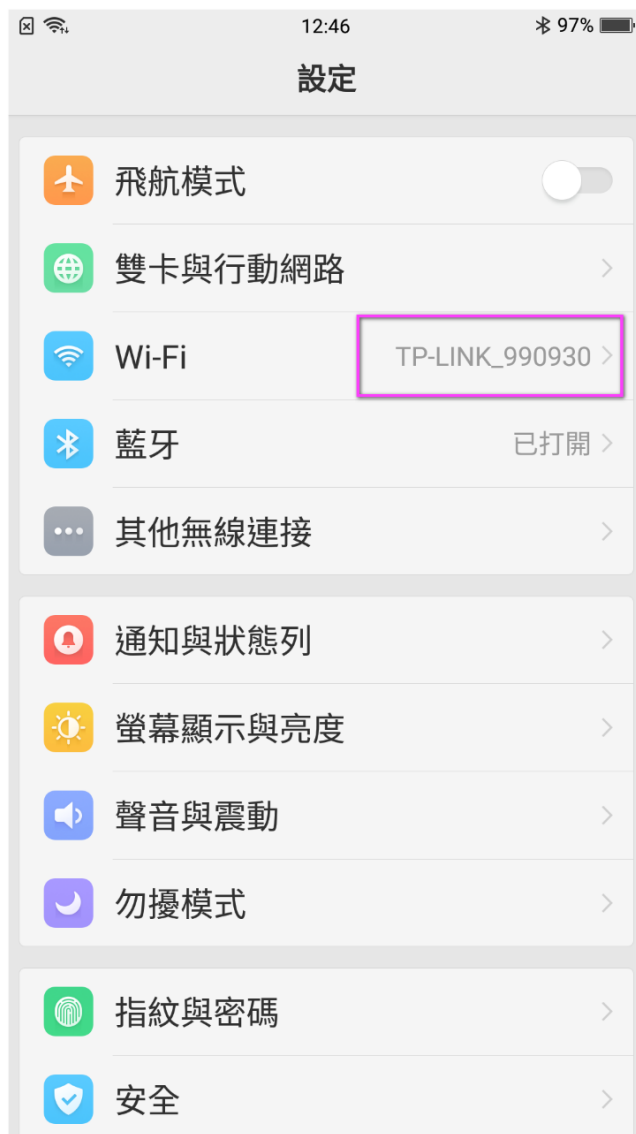 12:46
97%
設定
飛航模式
雙卡與行動網路
Wi-Fi TP-LINK_990930
藍牙 已打開
其他無線連接
通知與狀態列
螢幕顯示與亮度
聲音與震動
勿擾模式
指紋與密碼
安全